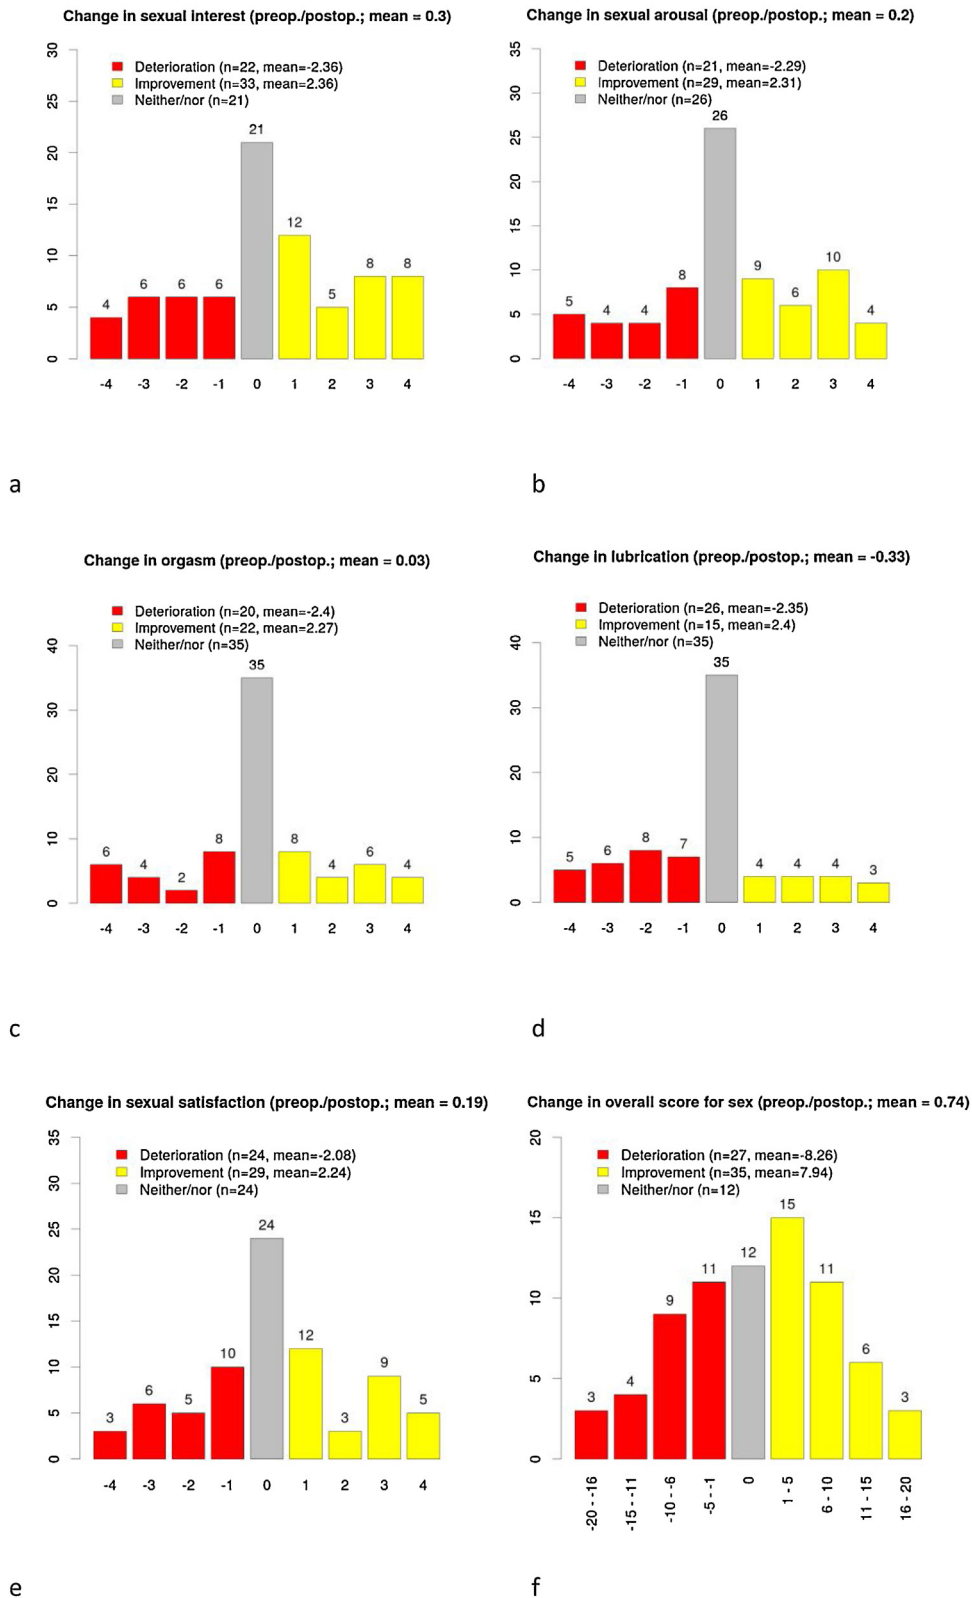 Change in sexual interest (preop./postop.; mean = 0.3)
Deterioration (n=22, mean=-2.36)
Improvement (n=33, mean=2.36)
Neither/nor (n=21)
30
25
20
15
10
5
0
4
6
6
6
21
12
5
8
8
-4 -3 -2 -1 0 1 2 3 4
a
Change in sexual arousal (preop./postop.; mean = 0.2)
Deterioration (n=21, mean=-2.29)
Improvement (n=29, mean=2.31)
Neither/nor (n=26)
35
30
25
20
15
10
5
0
5
4
4
8
26
9
6
10
4
-4 -3 -2 -1 0 1 2 3 4
b
Change in orgasm (preop./postop.; mean = 0.03)
Deterioration (n=20, mean=-2.4)
Improvement (n=22, mean=2.27)
Neither/nor (n=35)
40
30
20
10
0
6
4
2
8
35
8
4
6
4
-4 -3 -2 -1 0 1 2 3 4
c
Change in lubrication (preop./postop.; mean = -0.33)
Deterioration (n=26, mean=-2.35)
Improvement (n=15, mean=2.4)
Neither/nor (n=35)
40
30
20
10
0
5
6
8
7
35
4
4
4
3
-4 -3 -2 -1 0 1 2 3 4
d
Change in sexual satisfaction (preop./postop.; mean = 0.19)
Deterioration (n=24, mean=-2.08)
Improvement (n=29, mean=2.24)
Neither/nor (n=24)
35
30
25
20
15
10
5
0
3
6
5
10
24
12
3
9
5
-4 -3 -2 -1 0 1 2 3 4
e
Change in overall score for sex (preop./postop.; mean = 0.74)
Deterioration (n=27, mean=-8.26)
Improvement (n=35, mean=7.94)
Neither/nor (n=12)
20
15
10
5
0
3
4
9
11
12
15
11
6
3
-20 - -16
-15 - -11
-10 - -6
-5 - -1
0
1 - 5
6 - 10
11 - 15
16 - 20
f